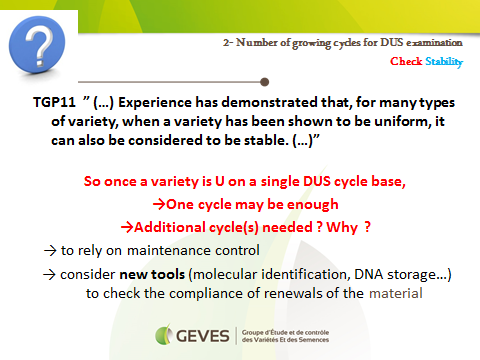 ?
2- Number of growing cycles for DUS examination
Check Stability
TGP11 ” (…) Experience has demonstrated that, for many types
of variety, when a variety has been shown to be uniform, it
can also be considered to be stable. (…)”
So once a variety is U on a single DUS cycle base,
→One cycle may be enough
→Additional cycle(s) needed ? Why ?
→ to rely on maintenance control
→ consider new tools (molecular identification, DNA storage…)
to check the compliance of renewals of the material
GEVES Groupe d'Étude et de contrôle
des Variétés Et des Semences